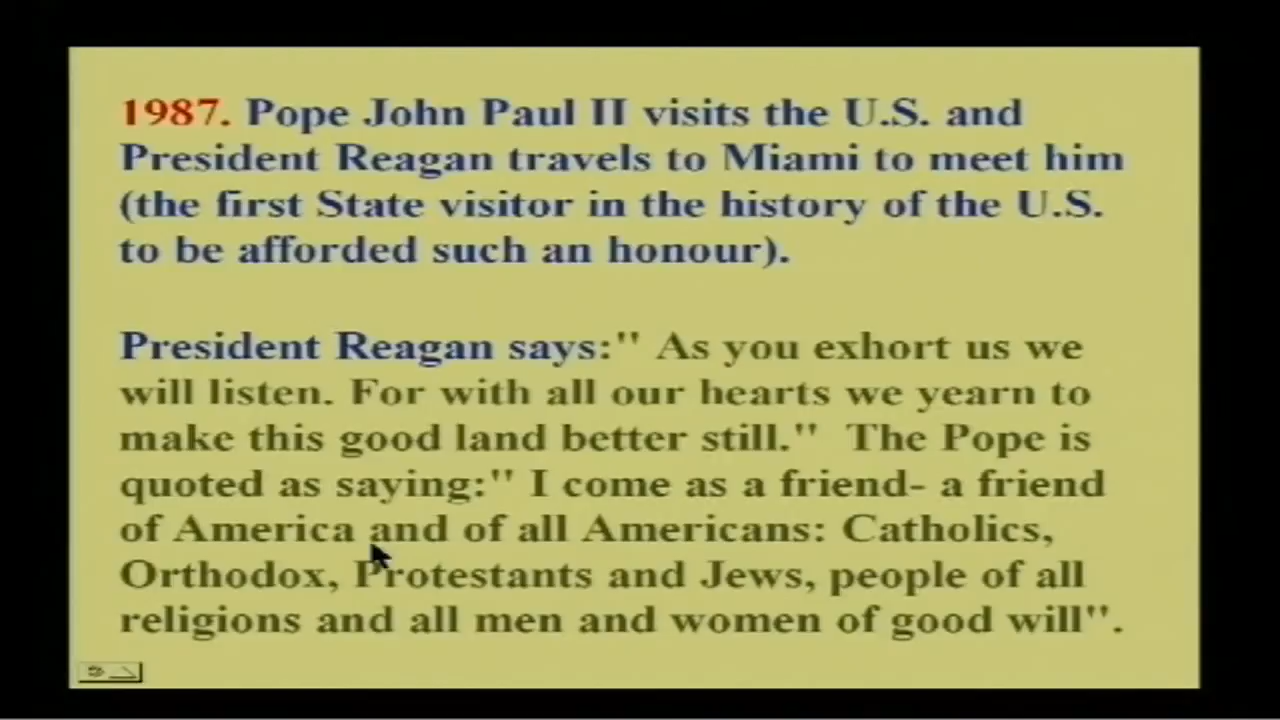 1987. Pope John Paul II visits the U.S. and
President Reagan travels to Miami to meet him
(the first State visitor in the history of the U.S.
to be afforded such an honour).
President Reagan says:" As you exhort us we
will listen. For with all our hearts we yearn to
make this good land better still." The Pope is
quoted as saying:" I come as a friend- a friend
of America and of all Americans: Catholics,
Orthodox, Protestants and Jews, people of all
religions and all men and women of good will".